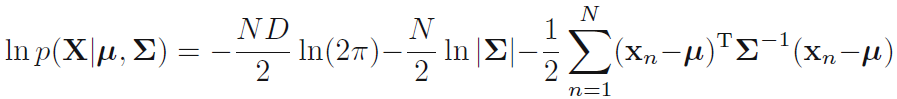 ln p(X|μ, Σ) = −ND/2 ln(2π)−N/2 ln |Σ|−1/2 ∑_{n=1}^{N} (x_n−μ)^T Σ^{−1}(x_n−μ)